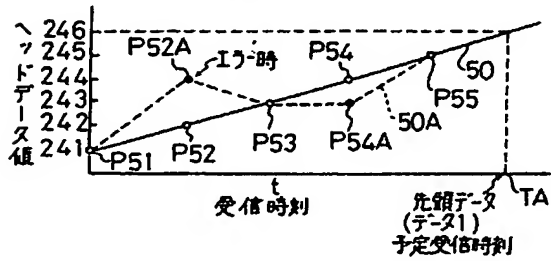 ヘッドデータ値
246
245
244
243
242
241
P52A
エラー時
P54
50
P55
50A
P51
P52
P53
P54A
t
受信時刻
先領データ
(データ1)
予定受信時刻
TA